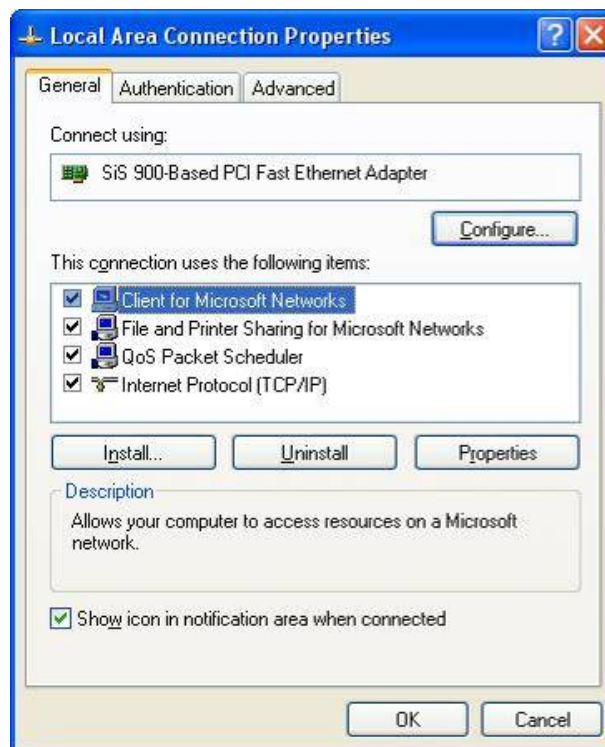 Local Area Connection Properties
General Authentication Advanced
Connect using:
SiS 900-Based PCI Fast Ethernet Adapter
Configure...
This connection uses the following items:
Client for Microsoft Networks
File and Printer Sharing for Microsoft Networks
QoS Packet Scheduler
Internet Protocol (TCP/IP)
Install... Uninstall Properties
Description
Allows your computer to access resources on a Microsoft
network.
Show icon in notification area when connected
OK Cancel